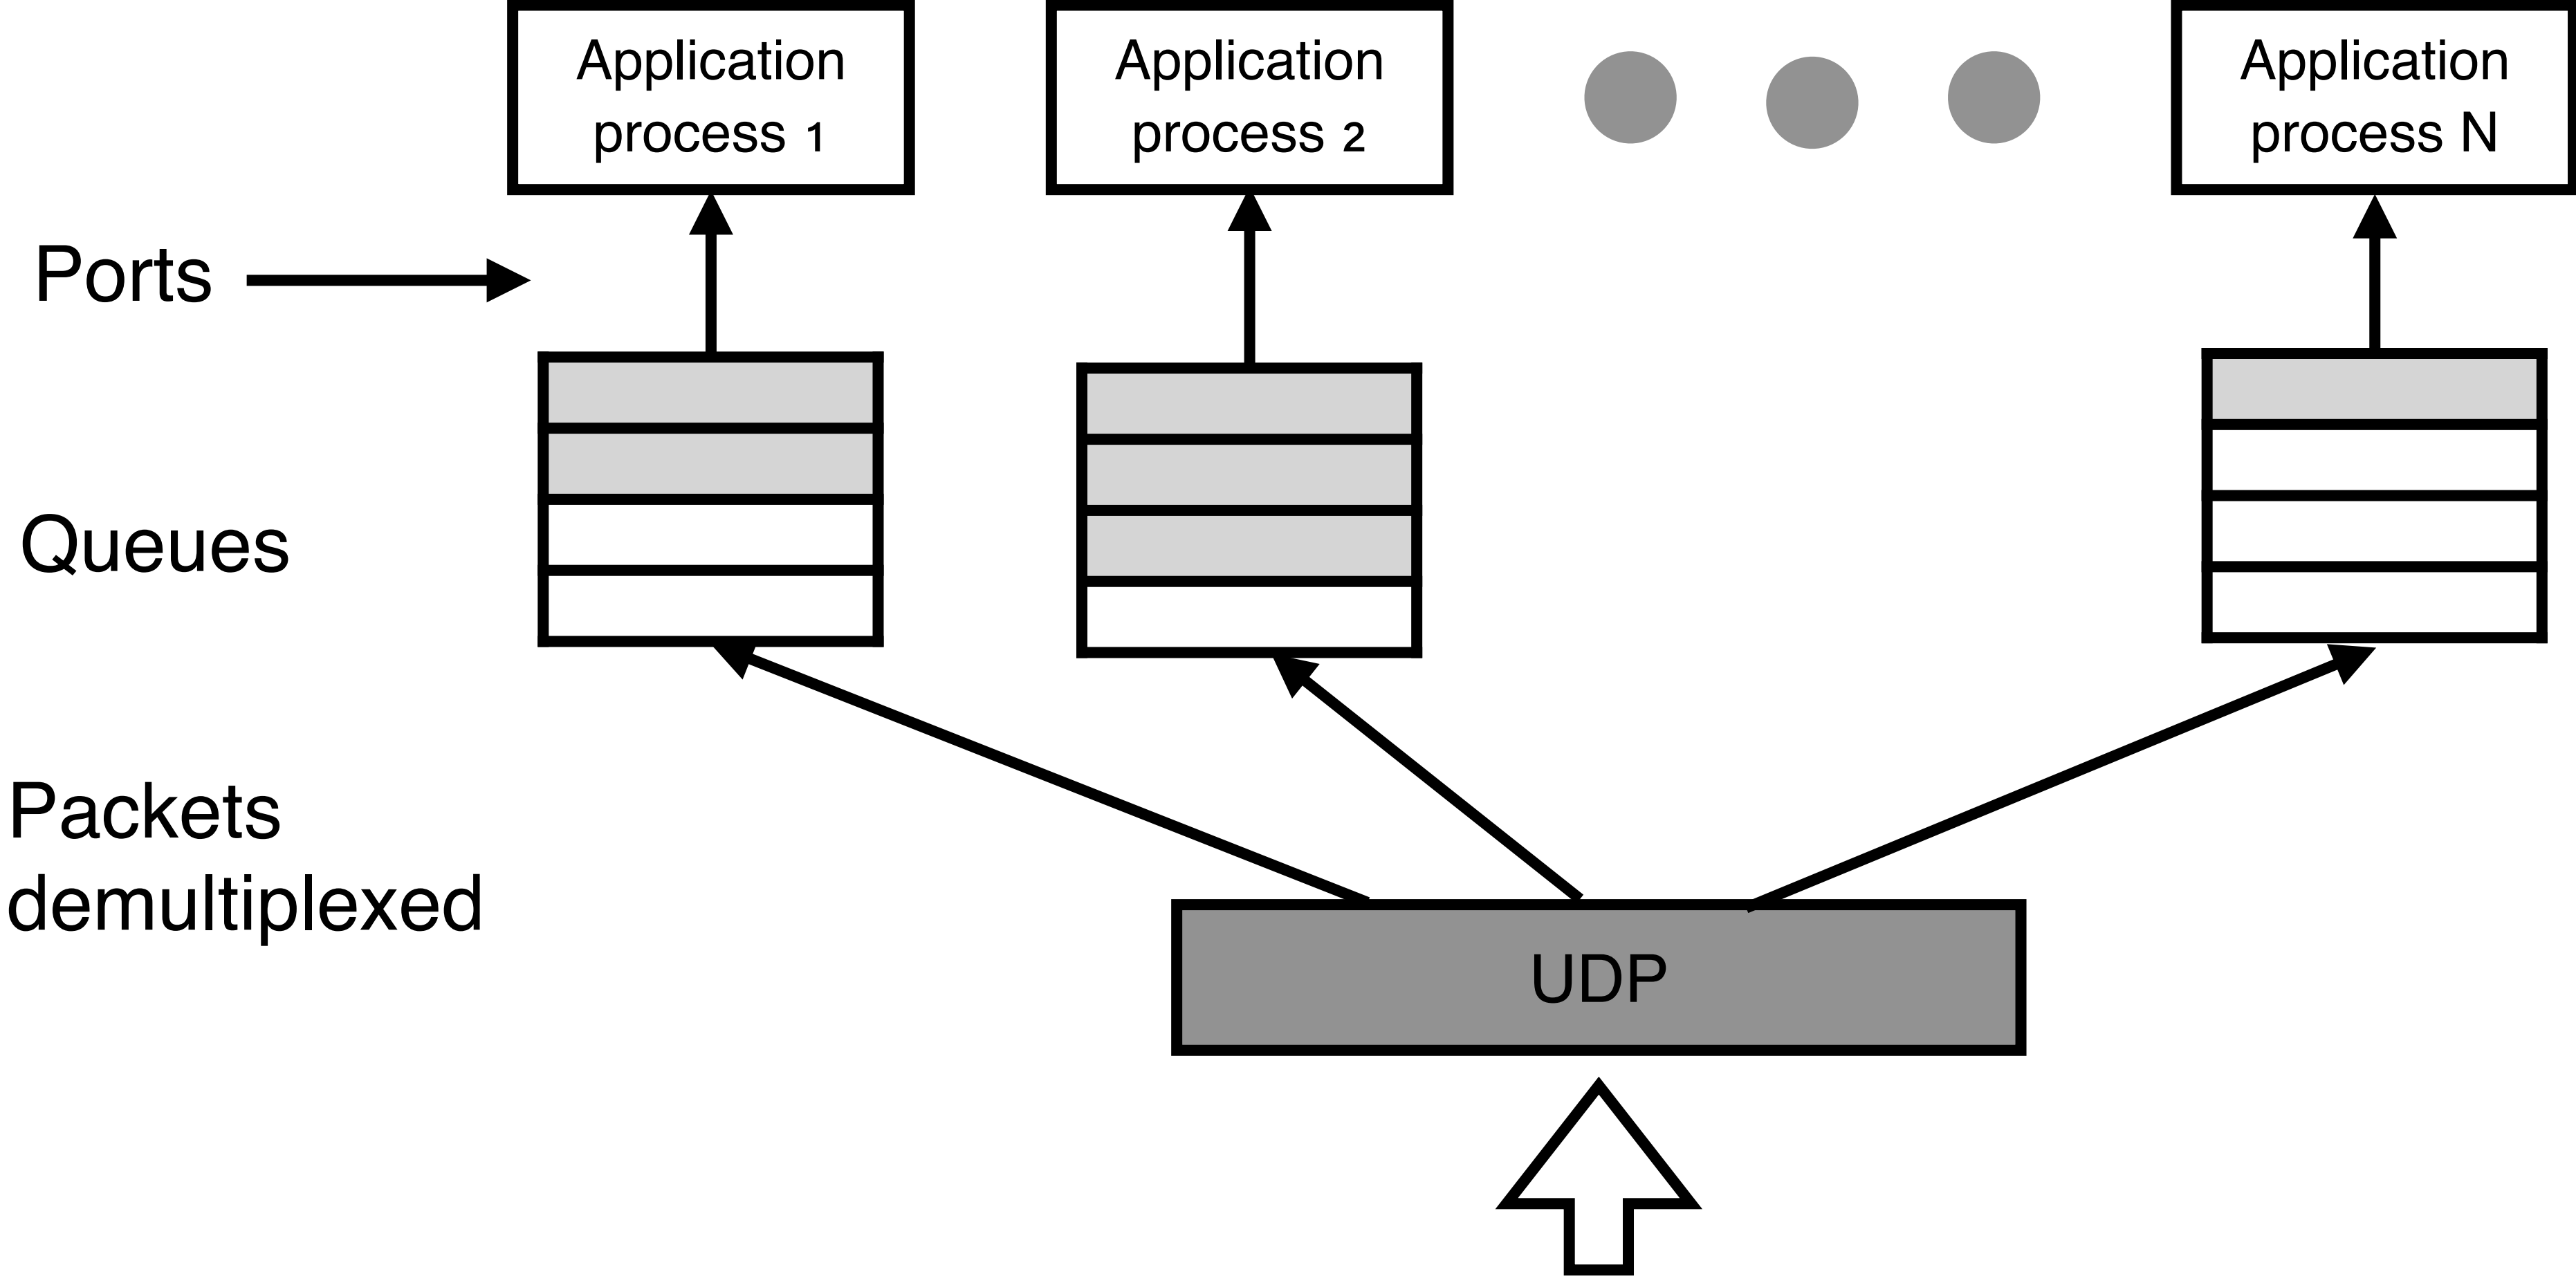 Application
process 1
Application
process 2
Application
process N
Ports
Queues
Packets
demultiplexed
UDP